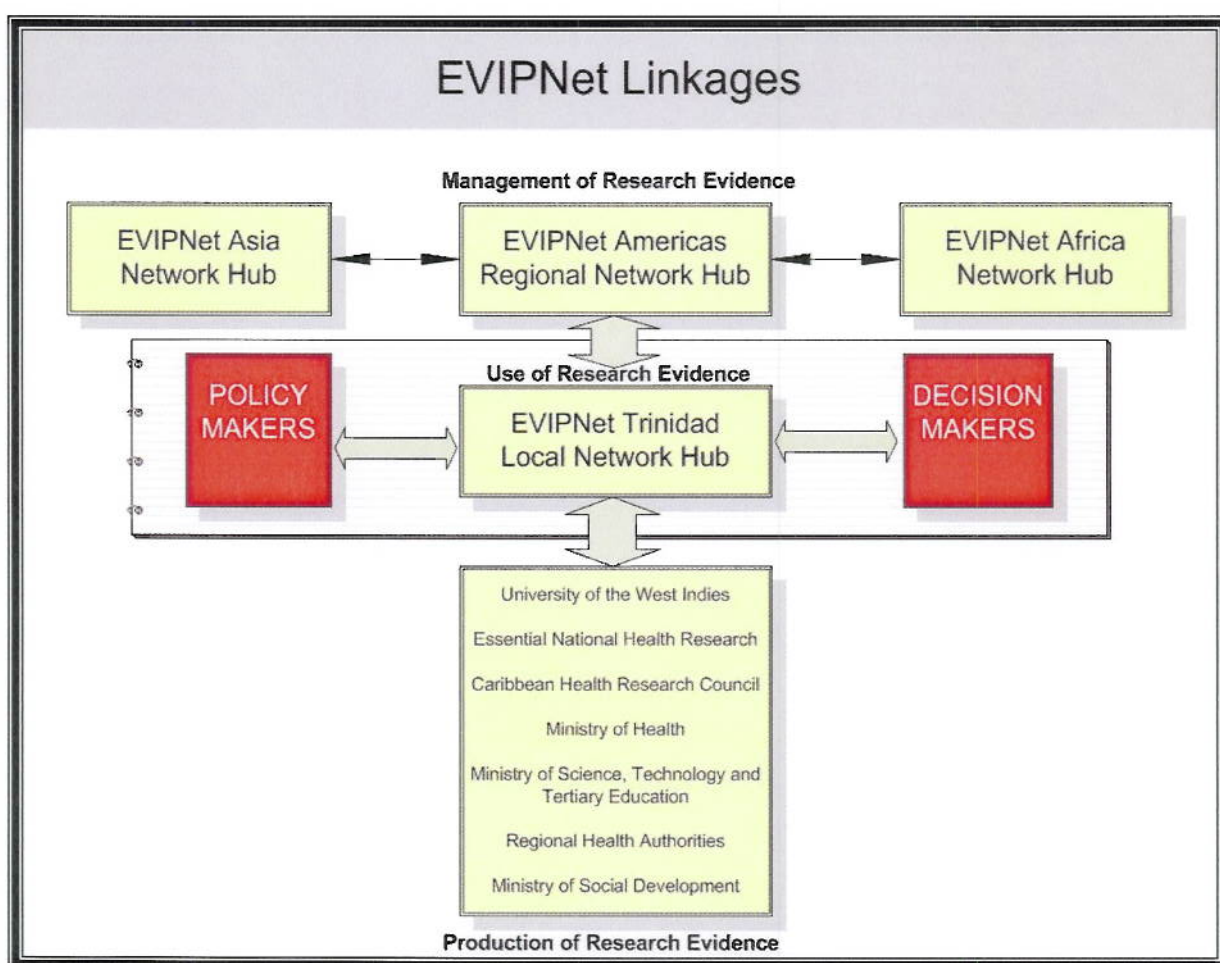 EVIPNet Linkages
Management of Research Evidence
EVIPNet Asia
Network Hub
EVIPNet Americas
Regional Network Hub
EVIPNet Africa
Network Hub
Use of Research Evidence
POLICY
MAKERS
EVIPNet Trinidad
Local Network Hub
DECISION
MAKERS
University of the West Indies
Essential National Health Research
Caribbean Health Research Council
Ministry of Health
Ministry of Science, Technology and
Tertiary Education
Regional Health Authorities
Ministry of Social Development
Production of Research Evidence